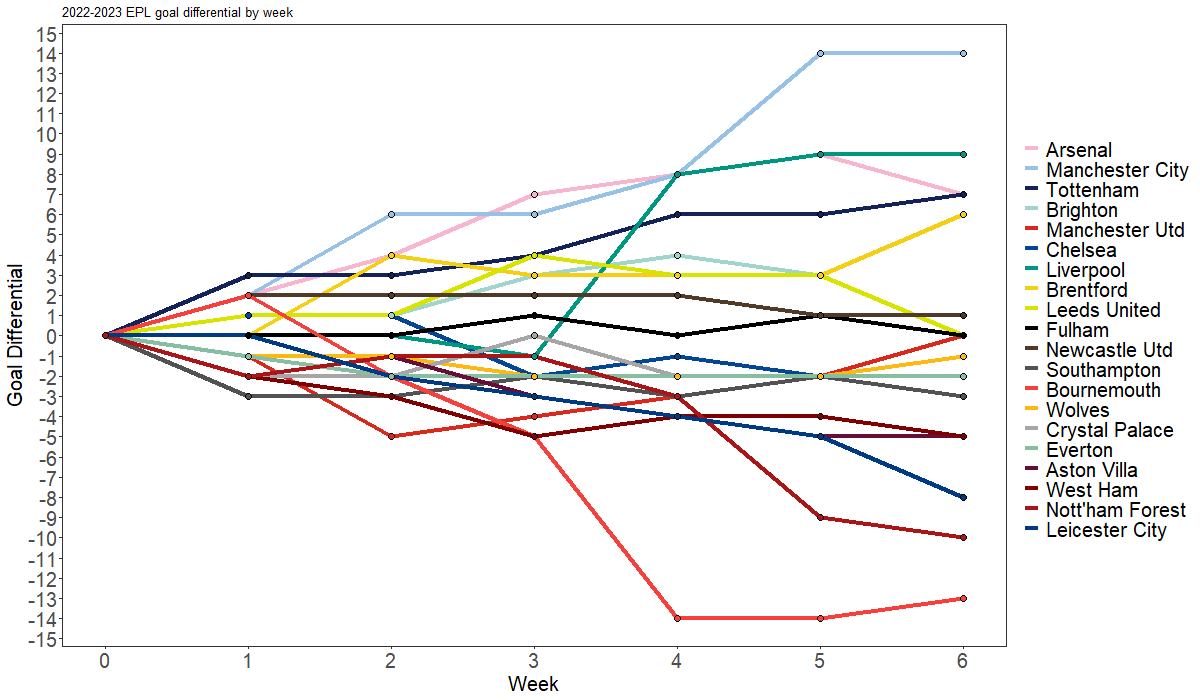 2022-2023 EPL goal differential by week
15
14
13
12
11
10
9
8
7
6
5
4
3
2
1
0
-1
-2
-3
-4
-5
-6
-7
-8
-9
-10
-11
-12
-13
-14
-15
Goal Differential
0 1 2 3 4 5 6
Week
Arsenal
Manchester City
Tottenham
Brighton
Manchester Utd
Chelsea
Liverpool
Brentford
Leeds United
Fulham
Newcastle Utd
Southampton
Bournemouth
Wolves
Crystal Palace
Everton
Aston Villa
West Ham
Nott'ham Forest
Leicester City